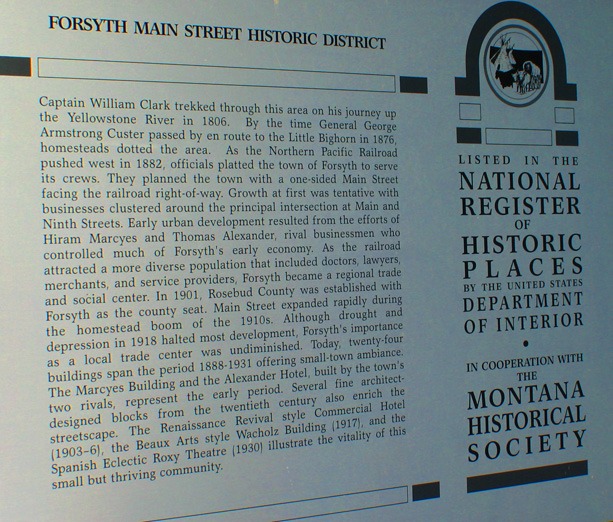 FORSYTH MAIN STREET HISTORIC DISTRICT
Captain William Clark trekked through this area on his journey up
the Yellowstone River in 1806. By the time General George
Armstrong Custer passed by en route to the Little Bighorn in 1876,
homesteads dotted the area. As the Northern Pacific Railroad
pushed west in 1882, officials platted the town of Forsyth to serve
its crews. They planned the town with a one-sided Main Street
facing the railroad right-of-way. Growth at first was tentative with
businesses clustered around the principal intersection at Main and
Ninth Streets. Early urban development resulted from the efforts of
Hiram Marcyes and Thomas Alexander, rival businessmen who
controlled much of Forsyth's early economy. As the railroad
attracted a more diverse population that included doctors, lawyers,
merchants, and service providers, Forsyth became a regional trade
and social center. In 1901, Rosebud County was established with
Forsyth as the county seat. Main Street expanded rapidly during
the homestead boom of the 1910s. Although drought and
depression in 1918 halted most development, Forsyth's importance
as a local trade center was undiminished. Today, twenty-four
buildings span the period 1888-1931 offering small-town ambiance.
The Marcyes Building and the Alexander Hotel, built by the town's
two rivals, represent the early period. Several fine architect-
designed blocks from the twentieth century also enrich the
streetscape. The Renaissance Revival style Commercial Hotel
(1903–6), the Beaux Arts style Wacholz Building (1917), and the
Spanish Eclectic Roxy Theatre (1930) illustrate the vitality of this
small but thriving community.
LISTED IN THE
NATIONAL
REGISTER
OF
HISTORIC
PLACES
BY THE UNITED STATES
DEPARTMENT
OF INTERIOR
•
IN COOPERATION WITH
THE
MONTANA
HISTORICAL
SOCIETY